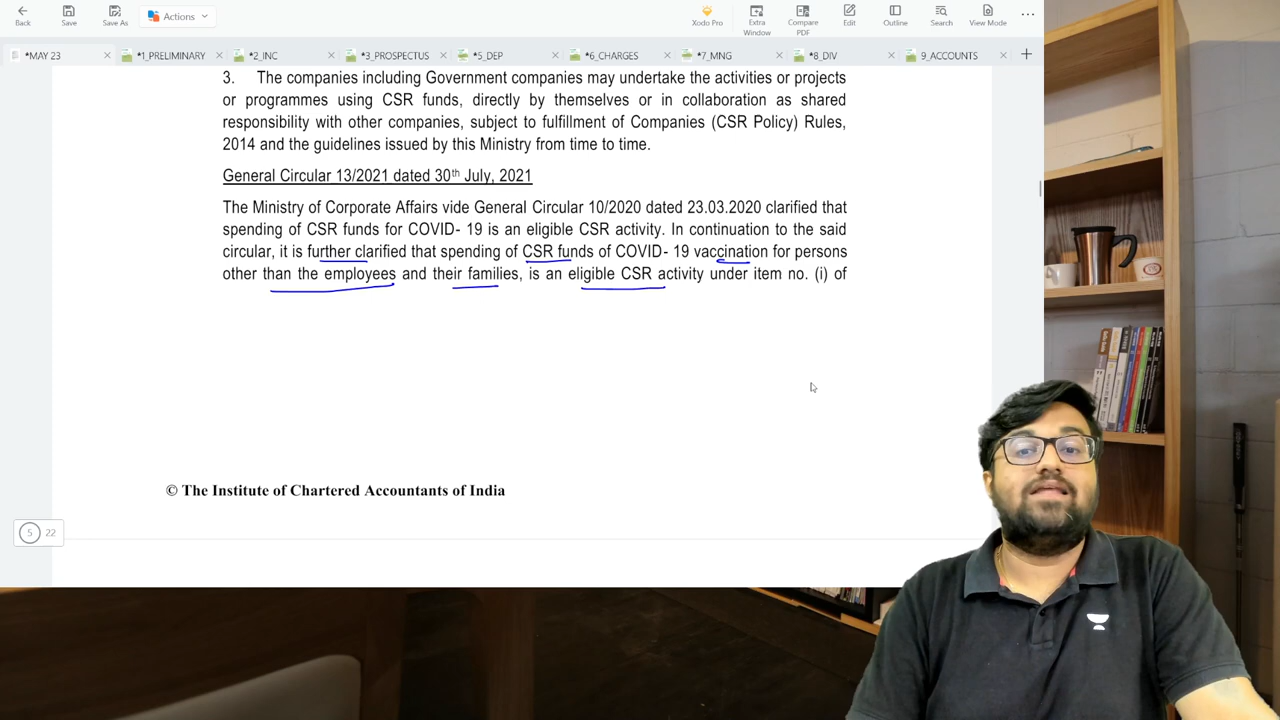 Back
Save
Save As
Actions
Xodo Pro
Extra Window
Compare PDF
Edit
Outline
Search
View Mode
*MAY 23
*1_PRELIMINARY
*2_INC
*3_PROSPECTUS
*5_DEP
*6_CHARGES
*7_MNG
*8_DIV
9_ACCOUNTS
3. The companies including Government companies may undertake the activities or projects
or programmes using CSR funds, directly by themselves or in collaboration as shared
responsibility with other companies, subject to fulfillment of Companies (CSR Policy) Rules,
2014 and the guidelines issued by this Ministry from time to time.
General Circular 13/2021 dated 30th July, 2021
The Ministry of Corporate Affairs vide General Circular 10/2020 dated 23.03.2020 clarified that
spending of CSR funds for COVID- 19 is an eligible CSR activity. In continuation to the said
circular, it is further clarified that spending of CSR funds of COVID- 19 vaccination for persons
other than the employees and their families, is an eligible CSR activity under item no. (i) of
© The Institute of Chartered Accountants of India
5 22